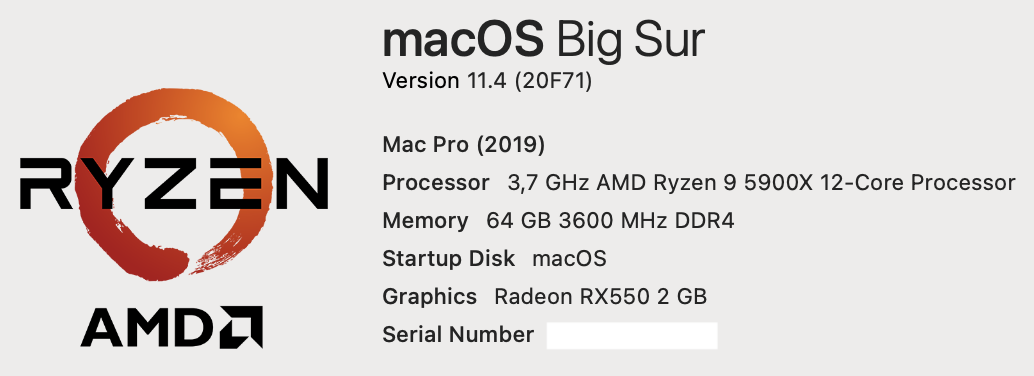 RYZEN
AMD
macOS Big Sur
Version 11.4 (20F71)
Mac Pro (2019)
Processor 3,7 GHz AMD Ryzen 9 5900X 12-Core Processor
Memory 64 GB 3600 MHz DDR4
Startup Disk macOS
Graphics Radeon RX550 2 GB
Serial Number